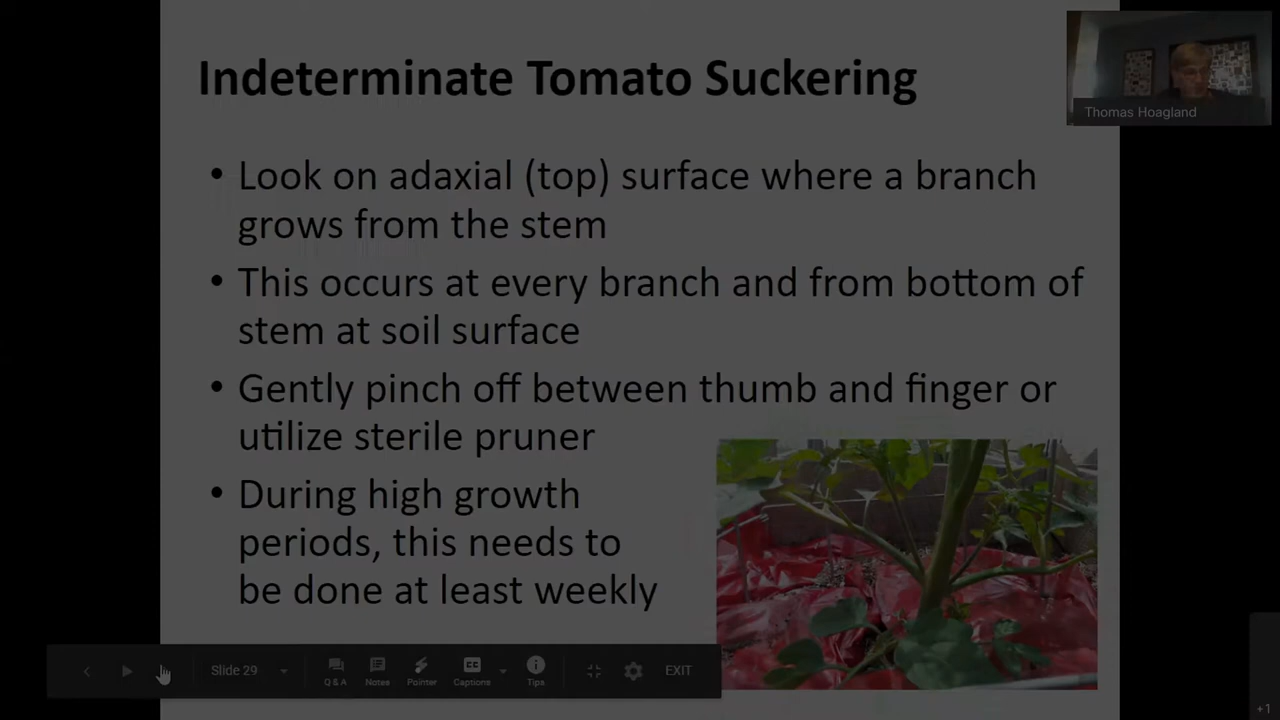 Indeterminate Tomato Suckering
Thomas Hoagland
• Look on adaxial (top) surface where a branch
grows from the stem
• This occurs at every branch and from bottom of
stem at soil surface
• Gently pinch off between thumb and finger or
utilize sterile pruner
• During high growth
periods, this needs to
be done at least weekly
Slide 29
Q & A
Notes
Pointer
CC
Captions
Tips
EXIT
+1